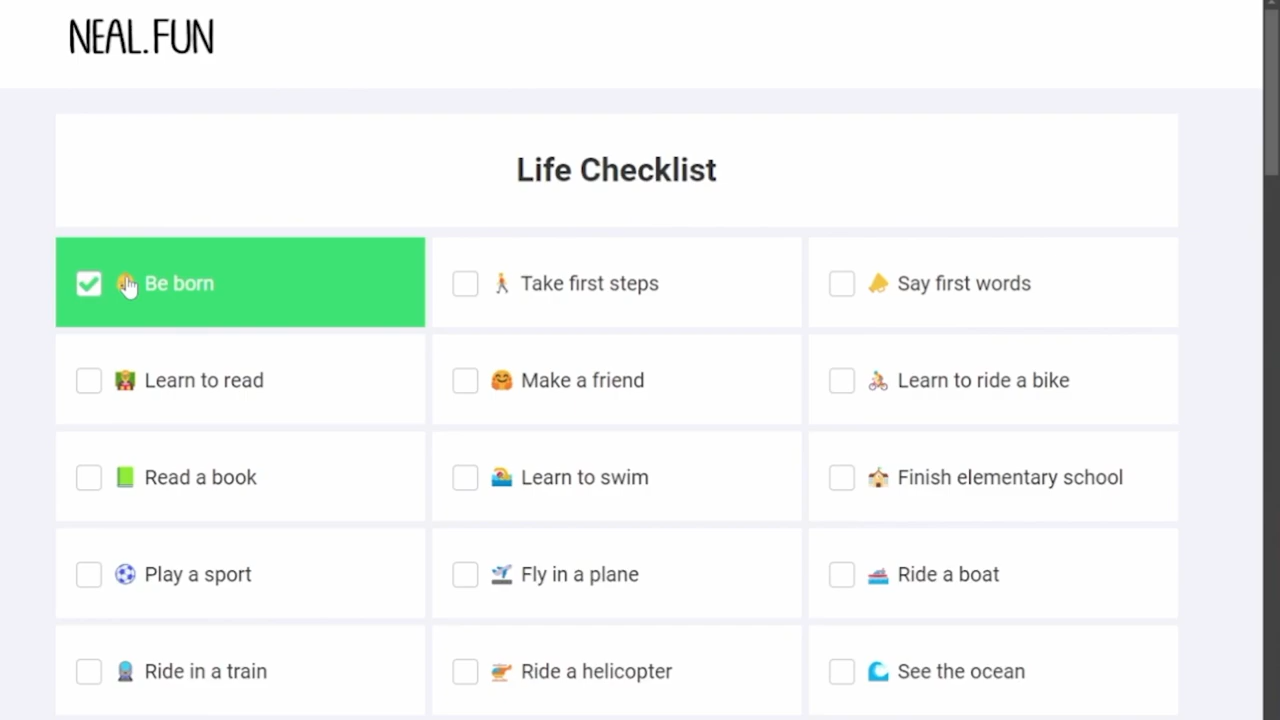 NEAL.FUN
Life Checklist
Be born
Take first steps
Say first words
Learn to read
Make a friend
Learn to ride a bike
Read a book
Learn to swim
Finish elementary school
Play a sport
Fly in a plane
Ride a boat
Ride in a train
Ride a helicopter
See the ocean